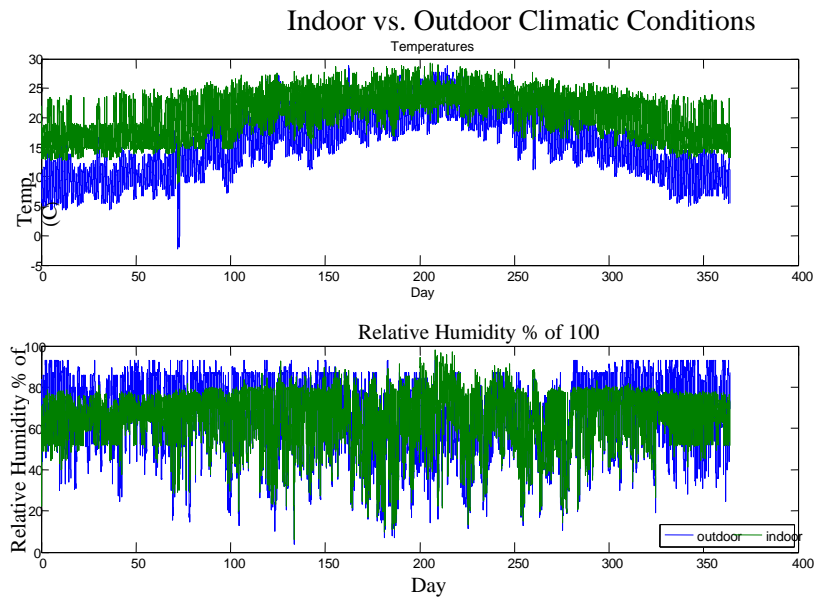 Indoor vs. Outdoor Climatic Conditions
Temperatures
30
25
20
15
10
5
0
-5
Temp.
(C
0 50 100 150 200 250 300 350 400
Day
Relative Humidity % of 100
100
80
60
40
20
0
Relative Humidity % of
outdoor indoor
0 50 100 150 200 250 300 350 400
Day